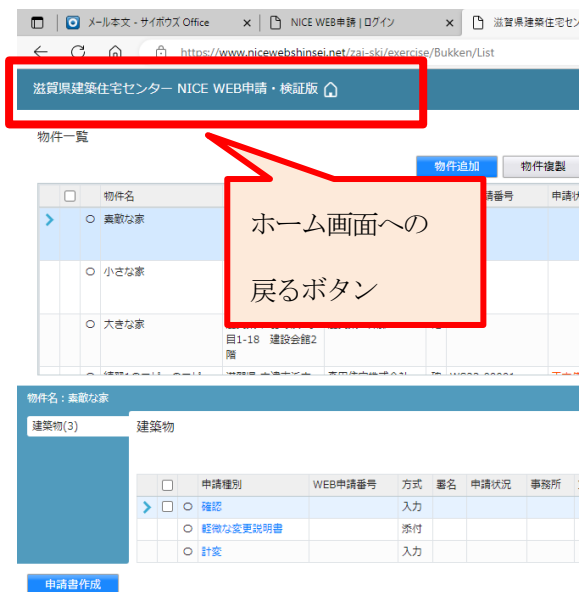 メール本文 - サイボウズ Office
NICE WEB申請 | ログイン
滋賀県建築住宅セン
https://www.nicewebshinsei.net/zai-ski/exercise/Bukken/List
滋賀県建築住宅センター NICE WEB申請・検証版
物件一覧
物件追加 物件複製
物件名 請番号 申請状
素敵な家
小さな家
大きな家
目1-18 建設会館2
階
ホーム画面への
戻るボタン
物件名：素敵な家
建築物(3)
建築物
申請種別 WEB申請番号 方式 署名 申請状況 事務所
確認 入力
軽微な変更説明書 添付
計変 入力
申請書作成